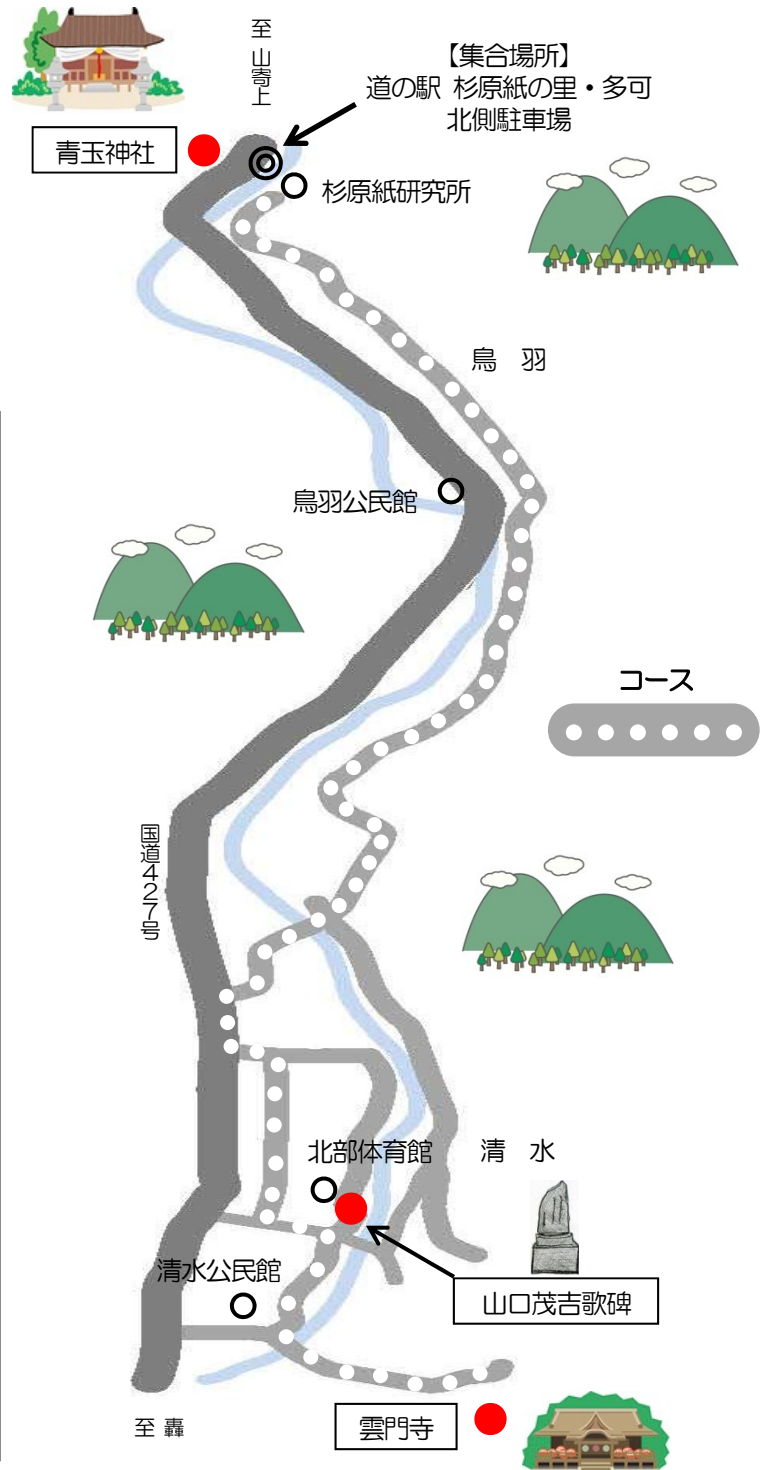 至 山寄上
【集合場所】
道の駅 杉原紙の里・多可
北側駐車場
青玉神社
杉原紙研究所
鳥 羽
鳥羽公民館
コース
国道427号
北部体育館
清 水
清水公民館
山口茂吉歌碑
雲門寺
至 轟